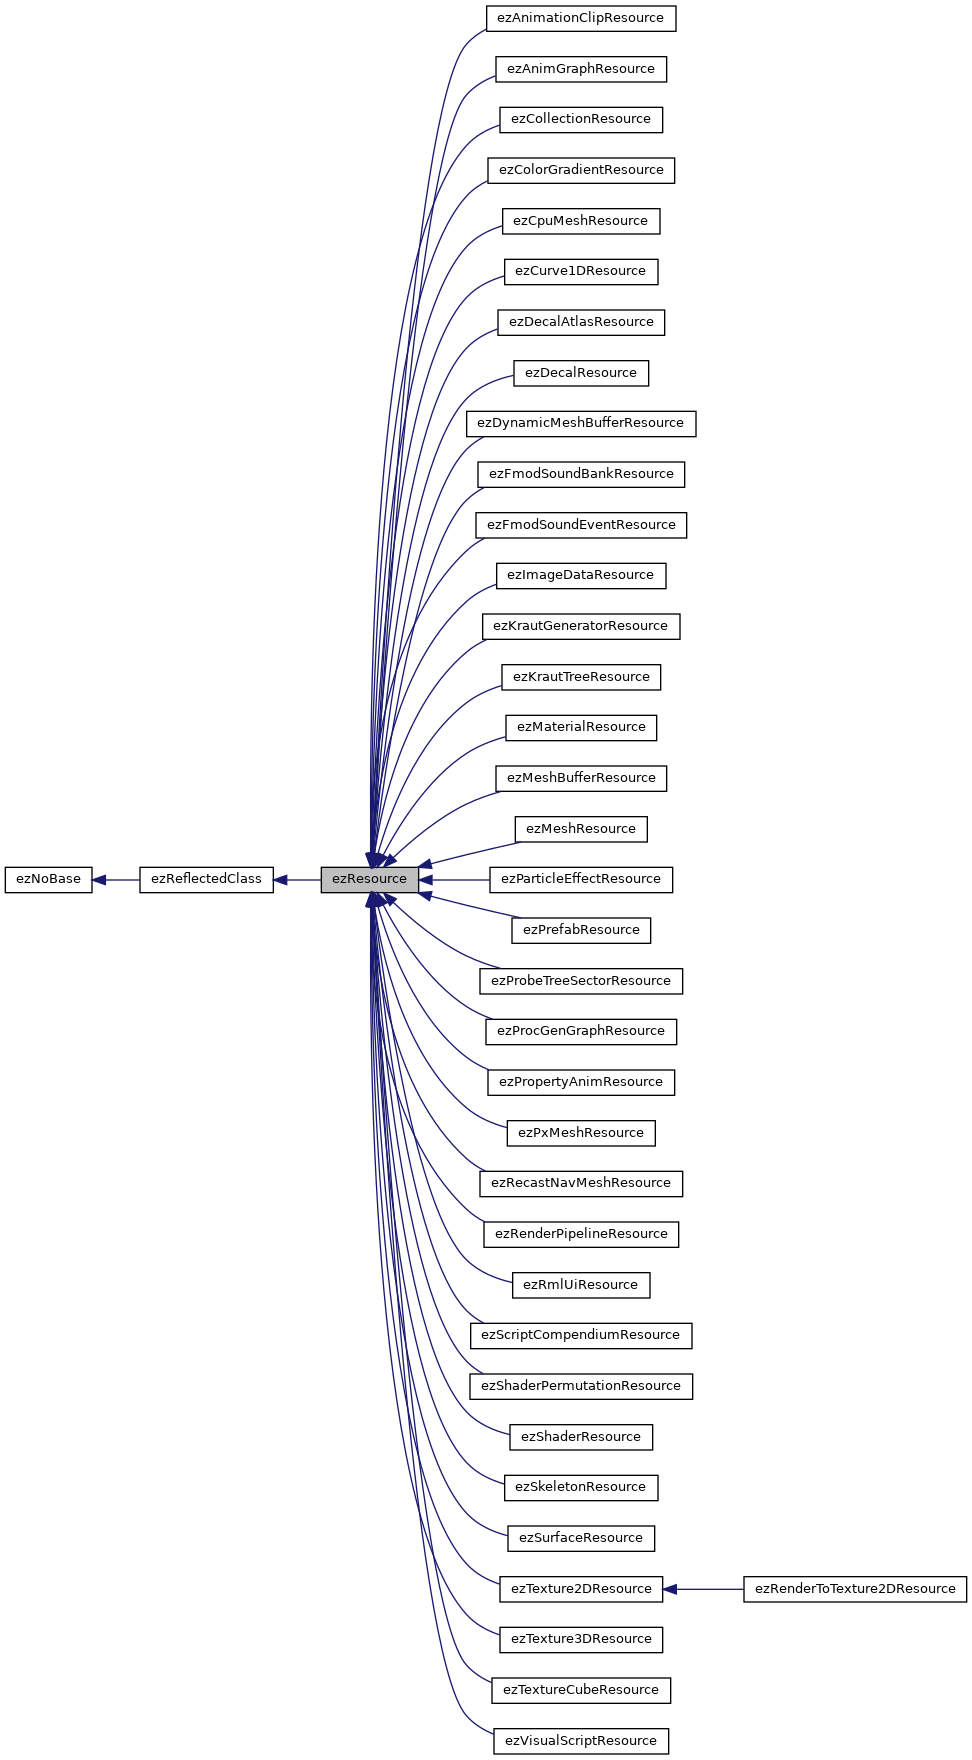 ezAnimationClipResource
ezAnimGraphResource
ezCollectionResource
ezColorGradientResource
ezCpuMeshResource
ezCurve1DResource
ezDecalAtlasResource
ezDecalResource
ezDynamicMeshBufferResource
ezFmodSoundBankResource
ezFmodSoundEventResource
ezImageDataResource
ezKrautGeneratorResource
ezKrautTreeResource
ezMaterialResource
ezMeshBufferResource
ezMeshResource
ezNoBase
ezReflectedClass
ezResource
ezParticleEffectResource
ezPrefabResource
ezProbeTreeSectorResource
ezProcGenGraphResource
ezPropertyAnimResource
ezPxMeshResource
ezRecastNavMeshResource
ezRenderPipelineResource
ezRmlUiResource
ezScriptCompendiumResource
ezShaderPermutationResource
ezShaderResource
ezSkeletonResource
ezSurfaceResource
ezTexture2DResource
ezRenderToTexture2DResource
ezTexture3DResource
ezTextureCubeResource
ezVisualScriptResource